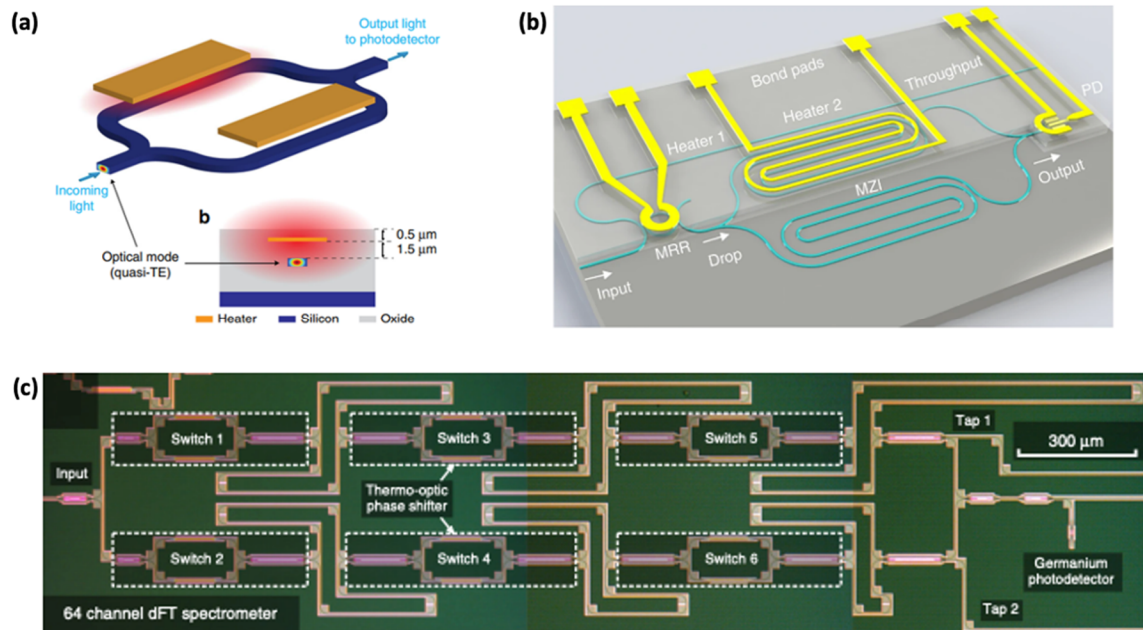 (a)
Output light
to photodetector
Incoming
light
b
0.5 μm
1.5 μm
Optical mode
(quasi-TE)
Heater
Silicon
Oxide
(b)
Bond pads
Throughput
PD
Heater 1
Heater 2
MZI
MRR
Drop
Input
Output
(c)
Switch 1
Switch 3
Switch 5
Tap 1
300 μm
Input
Thermo-optic
phase shifter
Switch 2
Switch 4
Switch 6
Germanium
photodetector
64 channel dFT spectrometer
Tap 2